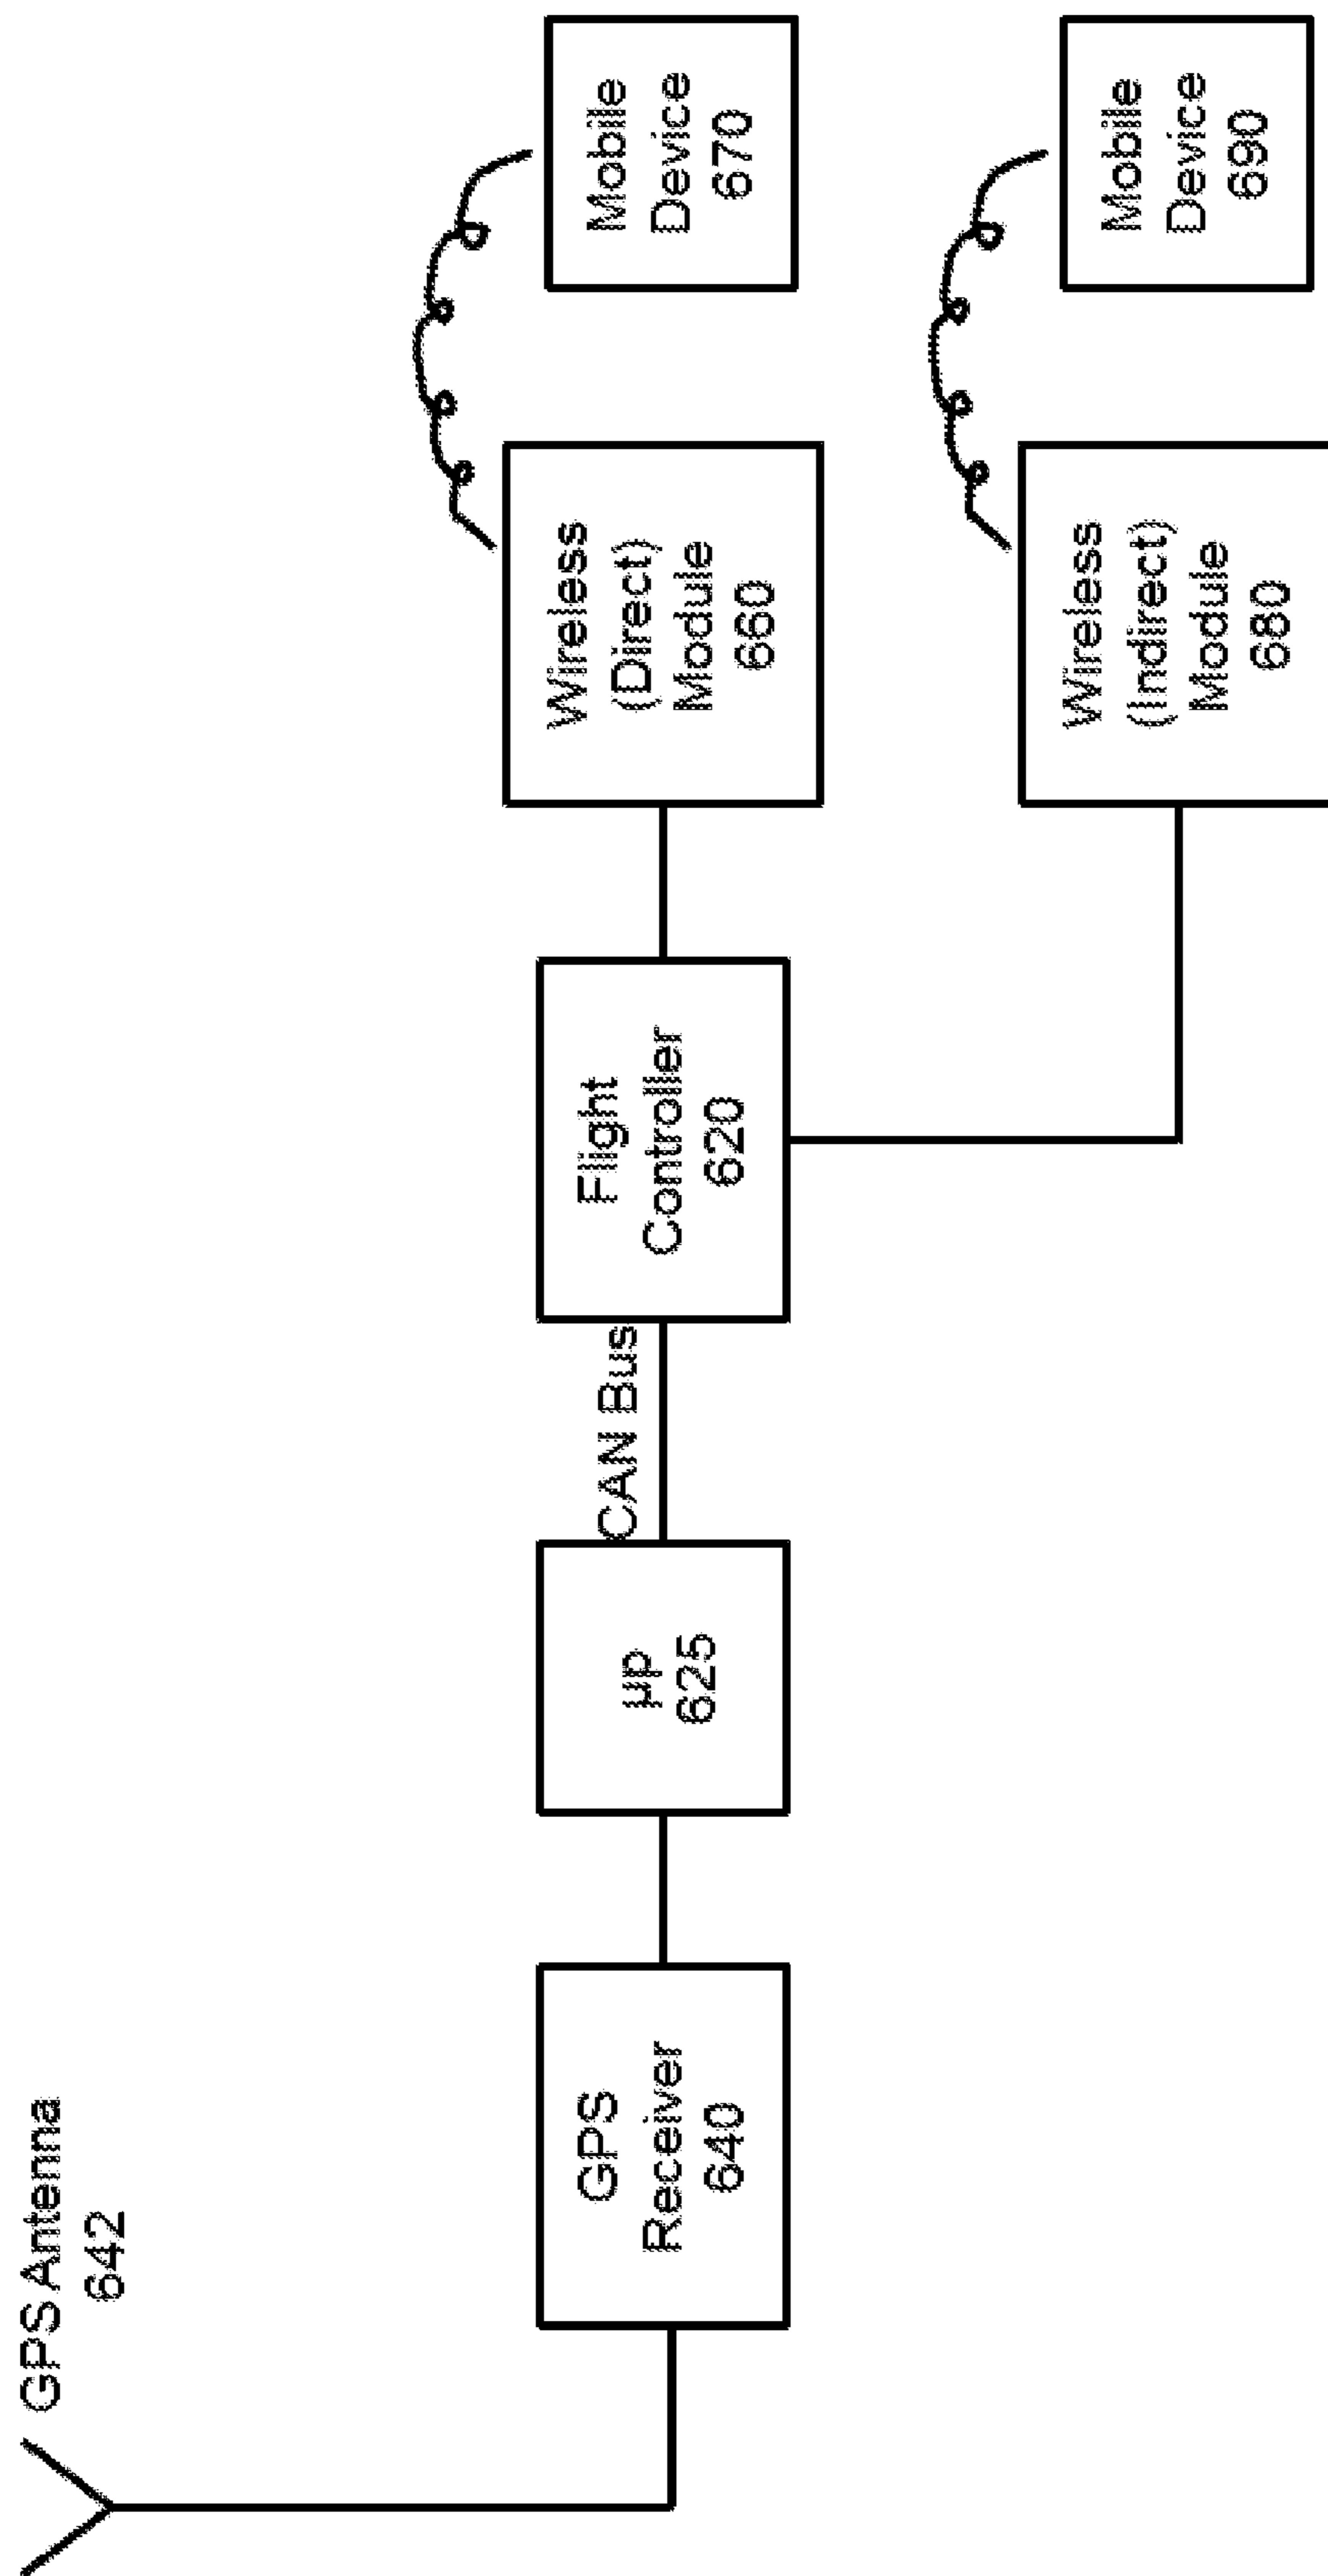 GPS Antenna
642
GPS
Receiver
640
µp
625
CAN Bus
Flight
Controller
620
Wireless
(Direct)
Module
660
Mobile
Device
670
Wireless
(Indirect)
Module
680
Mobile
Device
690